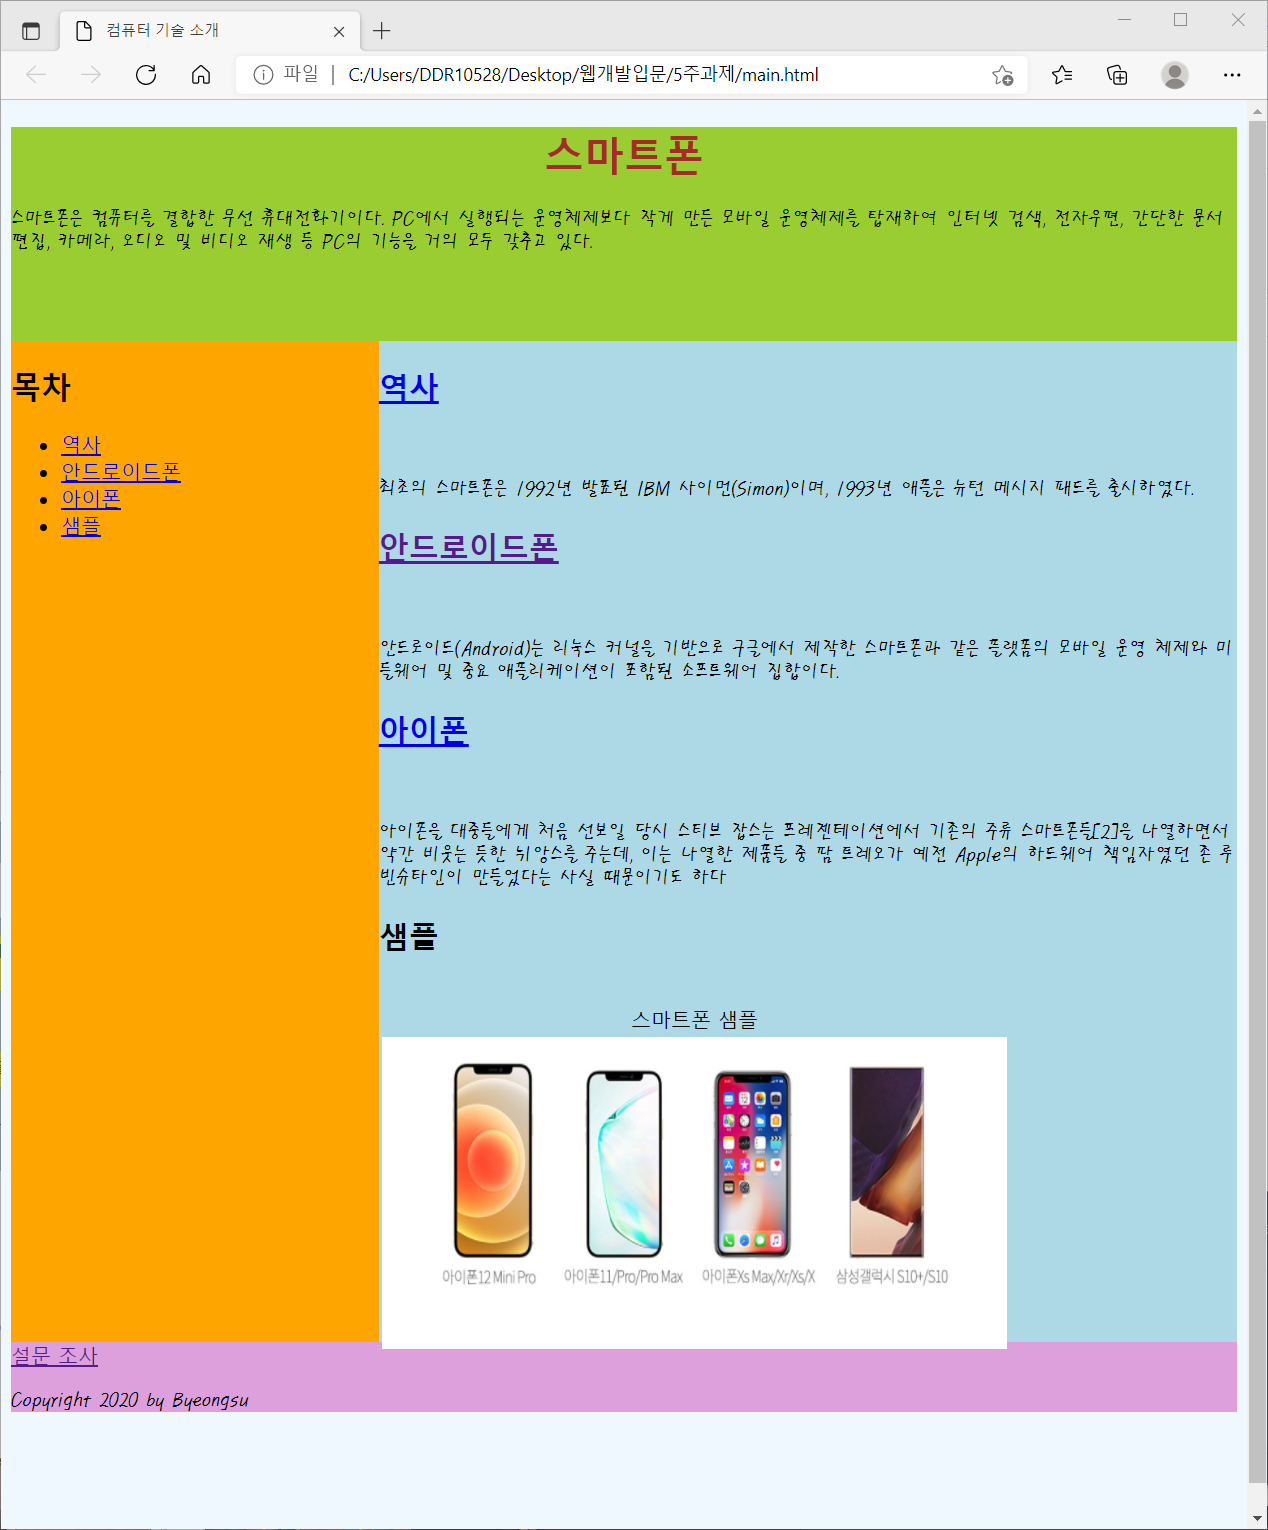 컴퓨터 기술 소개
파일 | C:/Users/DDR10528/Desktop/웹개발입문/5주과제/main.html
스마트폰
스마트폰은 컴퓨터를 결합한 무선 휴대전화기이다. PC에서 실행되는 운영체제보다 작게 만든 모바일 운영체제를 탑재하여 인터넷 검색, 전자우편, 간단한 문서
편집, 카메라, 오디오 및 비디오 재생 등 PC의 기능을 거의 모두 갖추고 있다.
목차
역사
안드로이드폰
아이폰
샘플
역사
최초의 스마트폰은 1992년 발표된 IBM 사이먼(Simon)이며, 1993년 애플은 뉴턴 메시지 패드를 출시하였다.
안드로이드폰
안드로이드(Android)는 리눅스 커널을 기반으로 구글에서 제작한 스마트폰과 같은 플랫폼의 모바일 운영 체제와 미
들웨어 및 중요 애플리케이션이 포함된 소프트웨어 집합이다.
아이폰
아이폰을 대중들에게 처음 선보일 당시 스티브 잡스는 프레젠테이션에서 기존의 주류 스마트폰들[2]을 나열하면서
약간 비웃는 듯한 뉘앙스를 주는데, 이는 나열한 제품들 중 팜 트레오가 예전 Apple의 하드웨어 책임자였던 존 루
빈슈타인이 만들었다는 사실 때문이기도 하다
샘플
스마트폰 샘플
아이폰12 Mini Pro
아이폰11/Pro/Pro Max
아이폰Xs Max/Xr/Xs/X
삼성갤럭시 S10+/S10
설문 조사
Copyright 2020 by Byeongsu